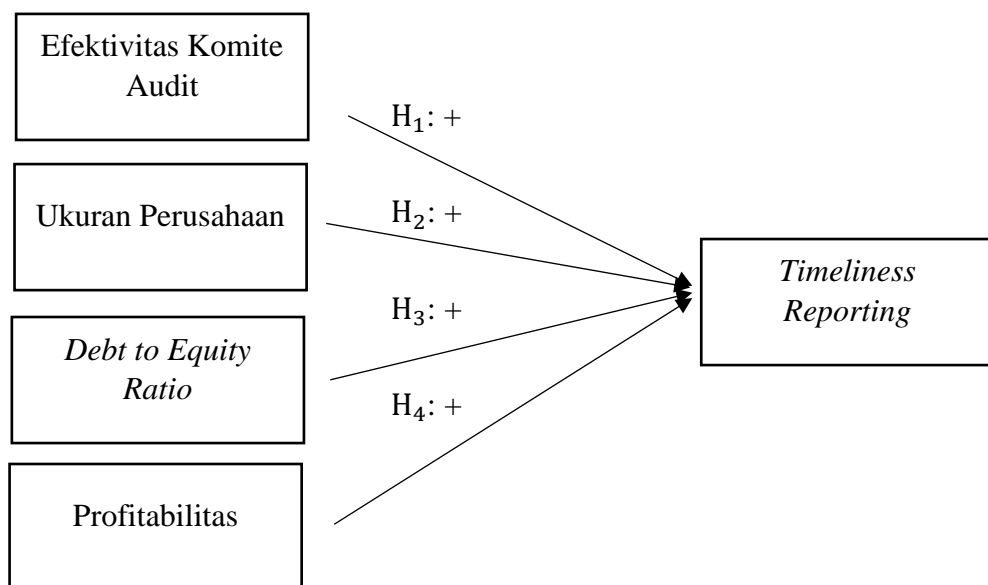 Efektivitas Komite
Audit
H₁: +
Ukuran Perusahaan
H₂: +
Timeliness
Reporting
H₃: +
Debt to Equity
Ratio
H₄: +
Profitabilitas